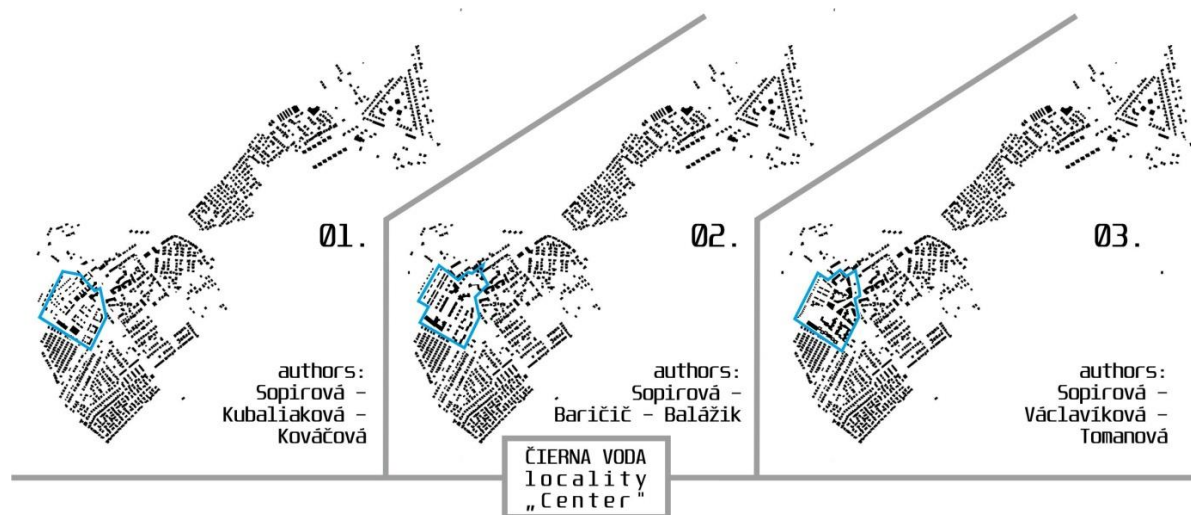 01.
authors:
Sopirová –
Kubaliaková –
Kováčová
02.
authors:
Sopirová –
Baričič – Balážik
03.
authors:
Sopirová –
Václavíková –
Tomanová
ČIERNA VODA
locality
„Center"